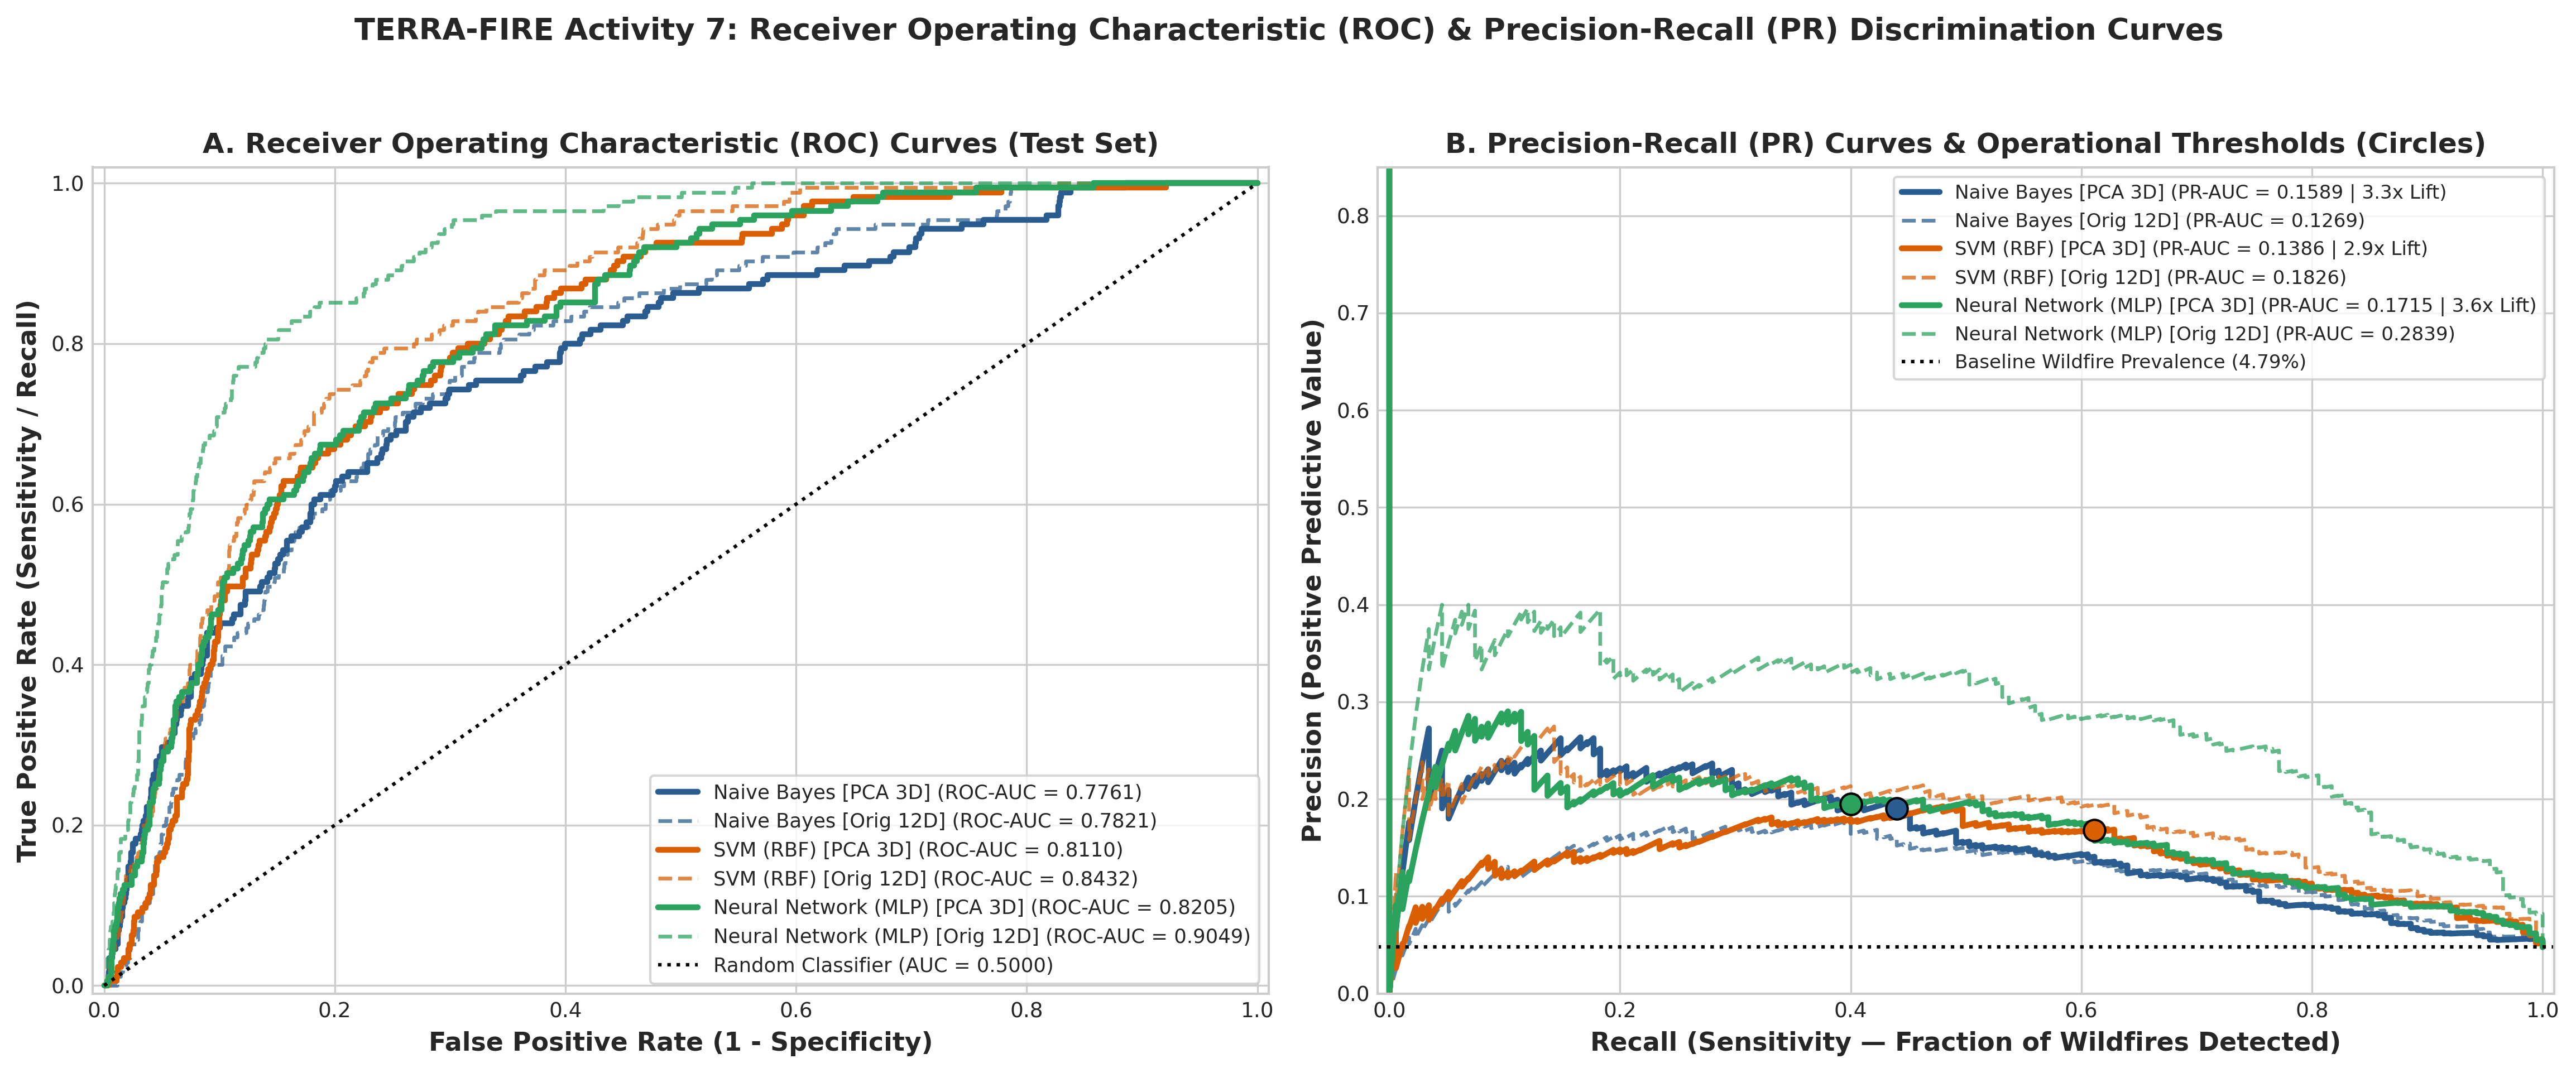 TERRA-FIRE Activity 7: Receiver Operating Characteristic (ROC) & Precision-Recall (PR) Discrimination Curves
A. Receiver Operating Characteristic (ROC) Curves (Test Set)
True Positive Rate (Sensitivity / Recall)
1.0
0.8
0.6
0.4
0.2
0.0
Naive Bayes [PCA 3D] (ROC-AUC = 0.7761)
Naive Bayes [Orig 12D] (ROC-AUC = 0.7821)
SVM (RBF) [PCA 3D] (ROC-AUC = 0.8110)
SVM (RBF) [Orig 12D] (ROC-AUC = 0.8432)
Neural Network (MLP) [PCA 3D] (ROC-AUC = 0.8205)
Neural Network (MLP) [Orig 12D] (ROC-AUC = 0.9049)
Random Classifier (AUC = 0.5000)
0.0 0.2 0.4 0.6 0.8 1.0
False Positive Rate (1 - Specificity)
B. Precision-Recall (PR) Curves & Operational Thresholds (Circles)
Precision (Positive Predictive Value)
0.8
0.7
0.6
0.5
0.4
0.3
0.2
0.1
0.0
Naive Bayes [PCA 3D] (PR-AUC = 0.1589 | 3.3x Lift)
Naive Bayes [Orig 12D] (PR-AUC = 0.1269)
SVM (RBF) [PCA 3D] (PR-AUC = 0.1386 | 2.9x Lift)
SVM (RBF) [Orig 12D] (PR-AUC = 0.1826)
Neural Network (MLP) [PCA 3D] (PR-AUC = 0.1715 | 3.6x Lift)
Neural Network (MLP) [Orig 12D] (PR-AUC = 0.2839)
Baseline Wildfire Prevalence (4.79%)
0.0 0.2 0.4 0.6 0.8 1.0
Recall (Sensitivity — Fraction of Wildfires Detected)